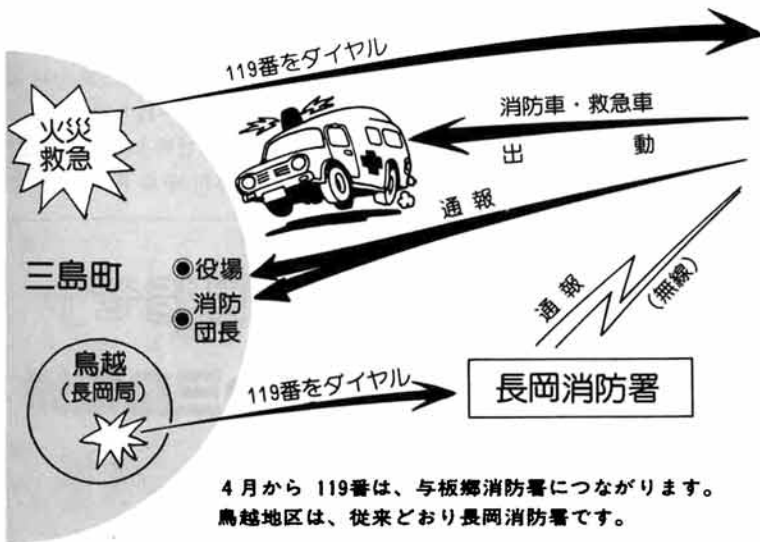 119番をダイヤル
火災
救急
消防車・救急車
出動
通報
三島町
◉役場
◉消防
団長
通報
(無線)
鳥越
(長岡局)
119番をダイヤル
長岡消防署
4月から 119番は、与板郷消防署につながります。
鳥越地区は、従来どおり長岡消防署です。